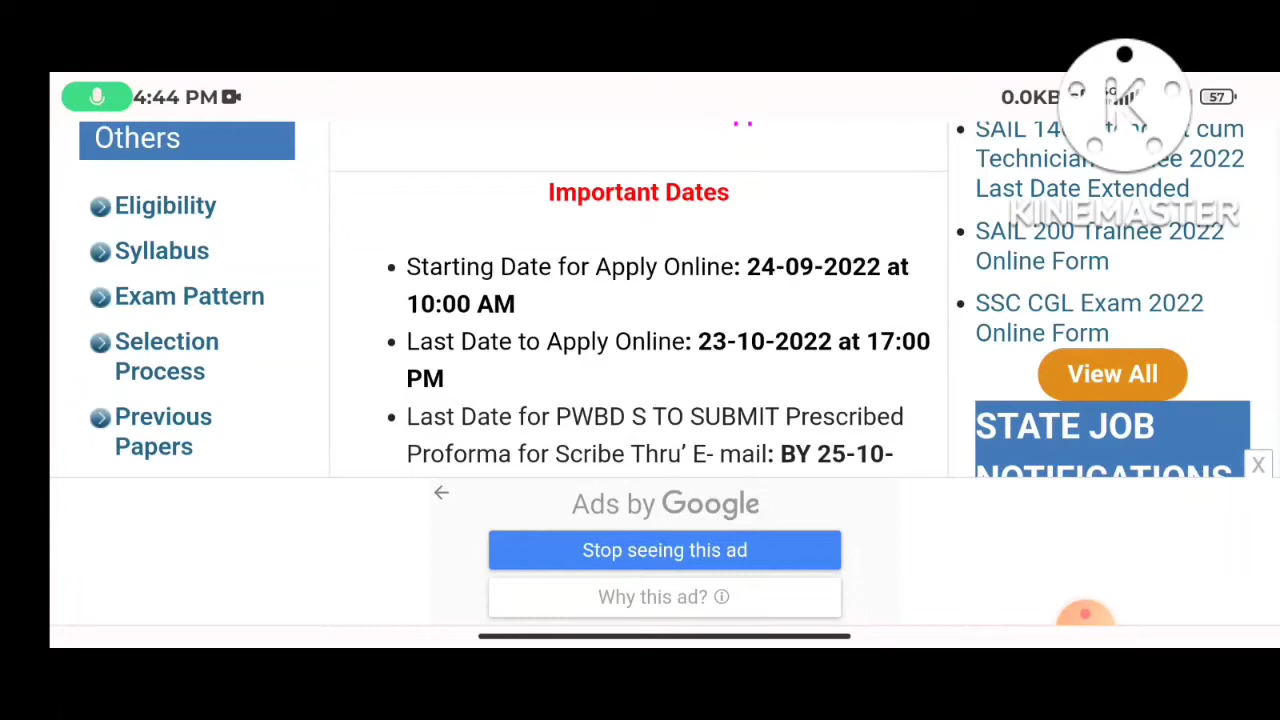 4:44 PM
0.0KB
57
Others
Eligibility
Syllabus
Exam Pattern
Selection
Process
Previous
Papers
Important Dates
Starting Date for Apply Online: 24-09-2022 at
10:00 AM
Last Date to Apply Online: 23-10-2022 at 17:00
PM
Last Date for PWBD S TO SUBMIT Prescribed
Proforma for Scribe Thru’ E- mail: BY 25-10-
SAIL cum
Technician 2022
Last Date Extended
SAIL 200 Trainee 2022
Online Form
SSC CGL Exam 2022
Online Form
View All
STATE JOB
NOTIFICATIONS
K
KINEMASTER
Ads by Google
Stop seeing this ad
Why this ad?
X